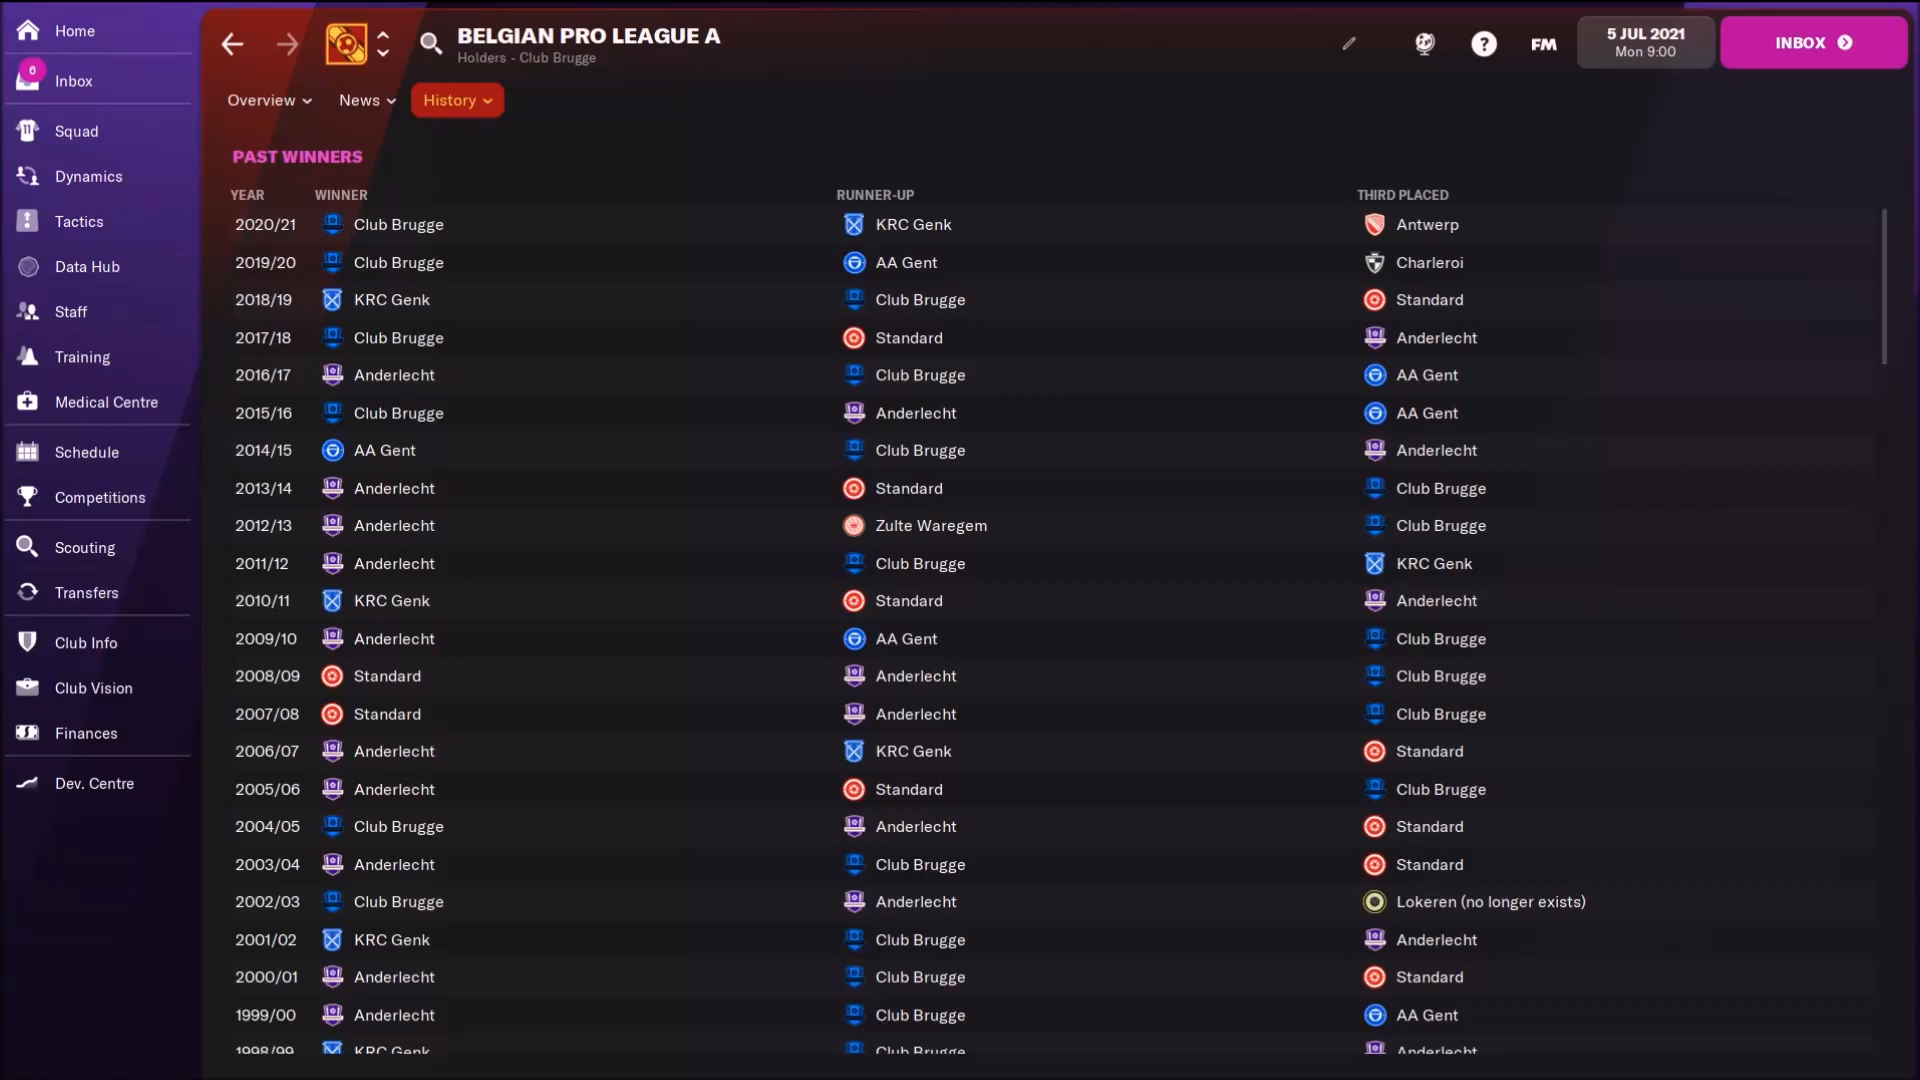 Home
6
Inbox
Squad
Dynamics
Tactics
Data Hub
Staff
Training
Medical Centre
Schedule
Competitions
Scouting
Transfers
Club Info
Club Vision
Finances
Dev. Centre
BELGIAN PRO LEAGUE A
Holders - Club Brugge
?
FM
5 JUL 2021
Mon 9:00
INBOX
Overview News History
PAST WINNERS
YEAR WINNER RUNNER-UP THIRD PLACED
2020/21 Club Brugge KRC Genk Antwerp
2019/20 Club Brugge AA Gent Charleroi
2018/19 KRC Genk Club Brugge Standard
2017/18 Club Brugge Standard Anderlecht
2016/17 Anderlecht Club Brugge AA Gent
2015/16 Club Brugge Anderlecht AA Gent
2014/15 AA Gent Club Brugge Anderlecht
2013/14 Anderlecht Standard Club Brugge
2012/13 Anderlecht Zulte Waregem Club Brugge
2011/12 Anderlecht Club Brugge KRC Genk
2010/11 KRC Genk Standard Anderlecht
2009/10 Anderlecht AA Gent Club Brugge
2008/09 Standard Anderlecht Club Brugge
2007/08 Standard Anderlecht Club Brugge
2006/07 Anderlecht KRC Genk Standard
2005/06 Anderlecht Standard Club Brugge
2004/05 Club Brugge Anderlecht Standard
2003/04 Anderlecht Club Brugge Standard
2002/03 Club Brugge Anderlecht Lokeren (no longer exists)
2001/02 KRC Genk Club Brugge Anderlecht
2000/01 Anderlecht Club Brugge Standard
1999/00 Anderlecht Club Brugge AA Gent
1998/99 KRC Genk Club Brugge Anderlecht